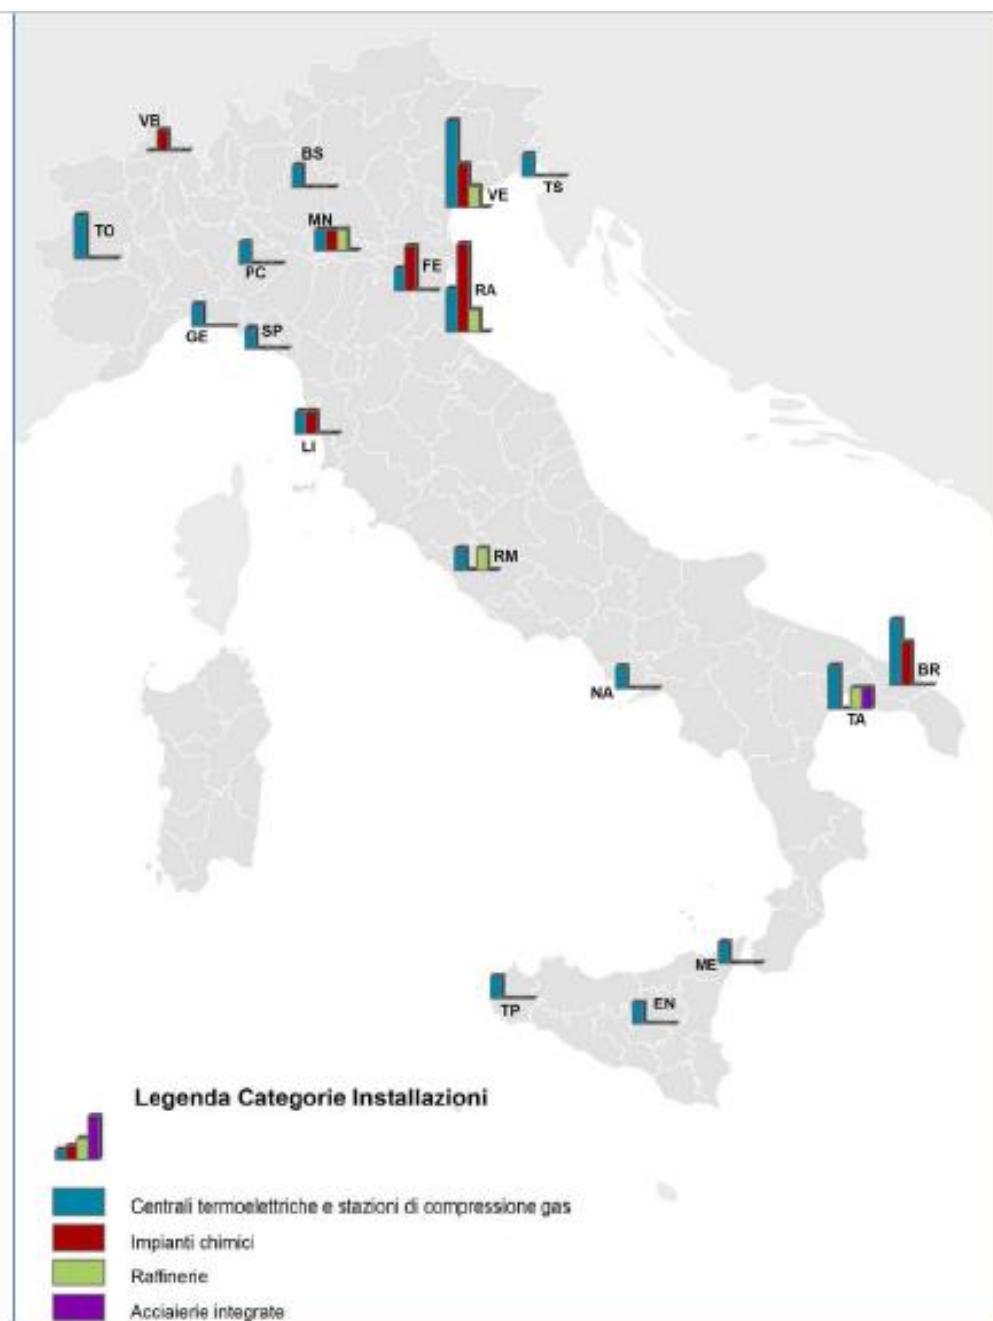 VB
BS
VE
TS
TO
MN
PC
FE
RA
GE
SP
LI
RM
NA
BR
TA
ME
TP
EN
Legenda Categorie Installazioni
Centrali termoelettriche e stazioni di compressione gas
Impianti chimici
Raffinerie
Acciaierie integrate